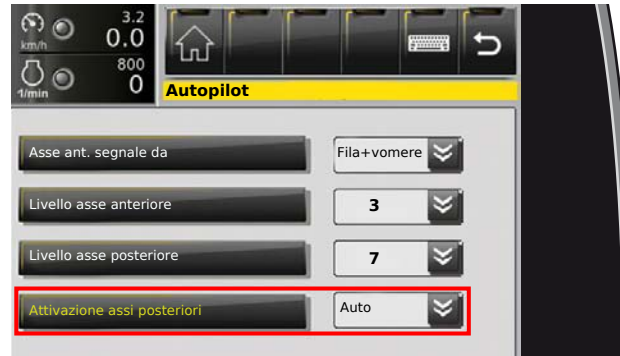 3.2
km/h 0.0
800
1/min 0
Autopilot
Asse ant. segnale da Fila+vomere
Livello asse anteriore 3
Livello asse posteriore 7
Attivazione assi posteriori Auto